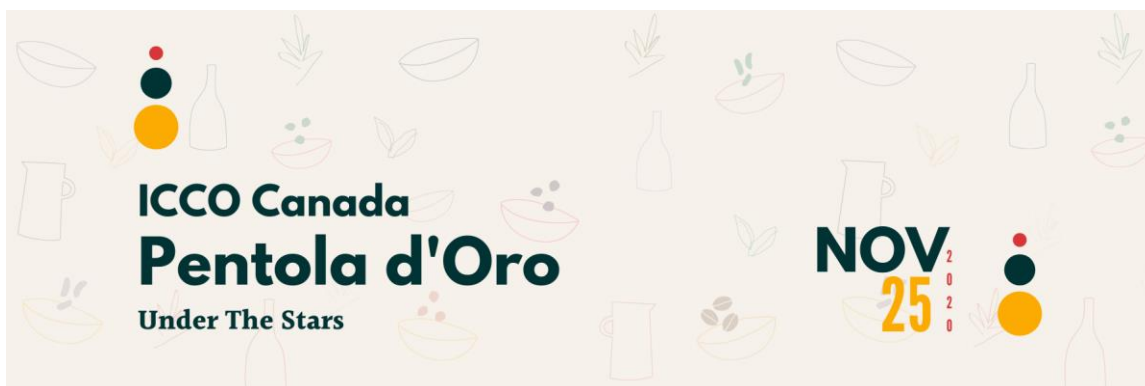 ICCO Canada
Pentola d'Oro
Under The Stars
NOV
25
2020